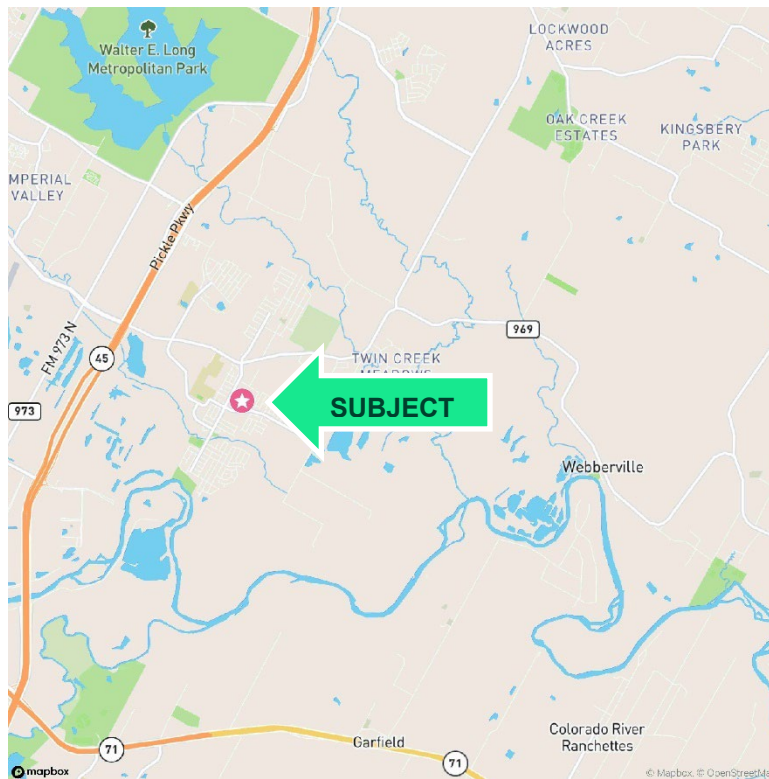 Walter E. Long
Metropolitan Park
LOCKWOOD
ACRES
OAK CREEK
ESTATES
KINGSBERY
PARK
MPERIAL
VALLEY
Pickle Pkwy
FM 973 N
969
45
TWIN CREEK
MEADOWS
973
SUBJECT
Webberville
71
Garfield
71
Colorado River
Ranchettes
mapbox
© Mapbox, © OpenStreetMa